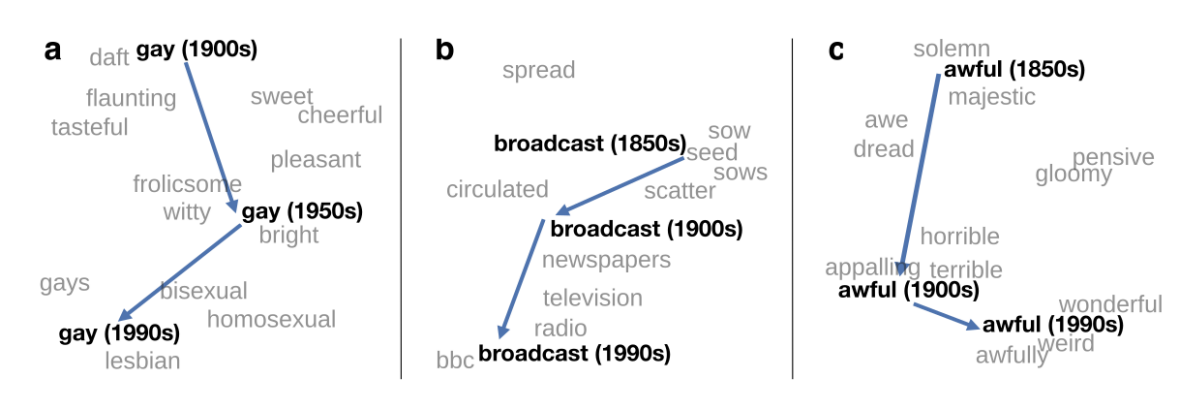 a
daft gay (1900s)
flaunting
sweet
tasteful
cheerful
pleasant
frolicsome
witty
gay (1950s)
bright
gays
bisexual
homosexual
gay (1990s)
lesbian
b
spread
broadcast (1850s)
sow
seed
sows
circulated
scatter
broadcast (1900s)
newspapers
television
radio
bbc broadcast (1990s)
c
solemn
awful (1850s)
majestic
awe
dread
pensive
gloomy
horrible
appalling terrible
awful (1900s)
wonderful
awful (1990s)
weird
awfully